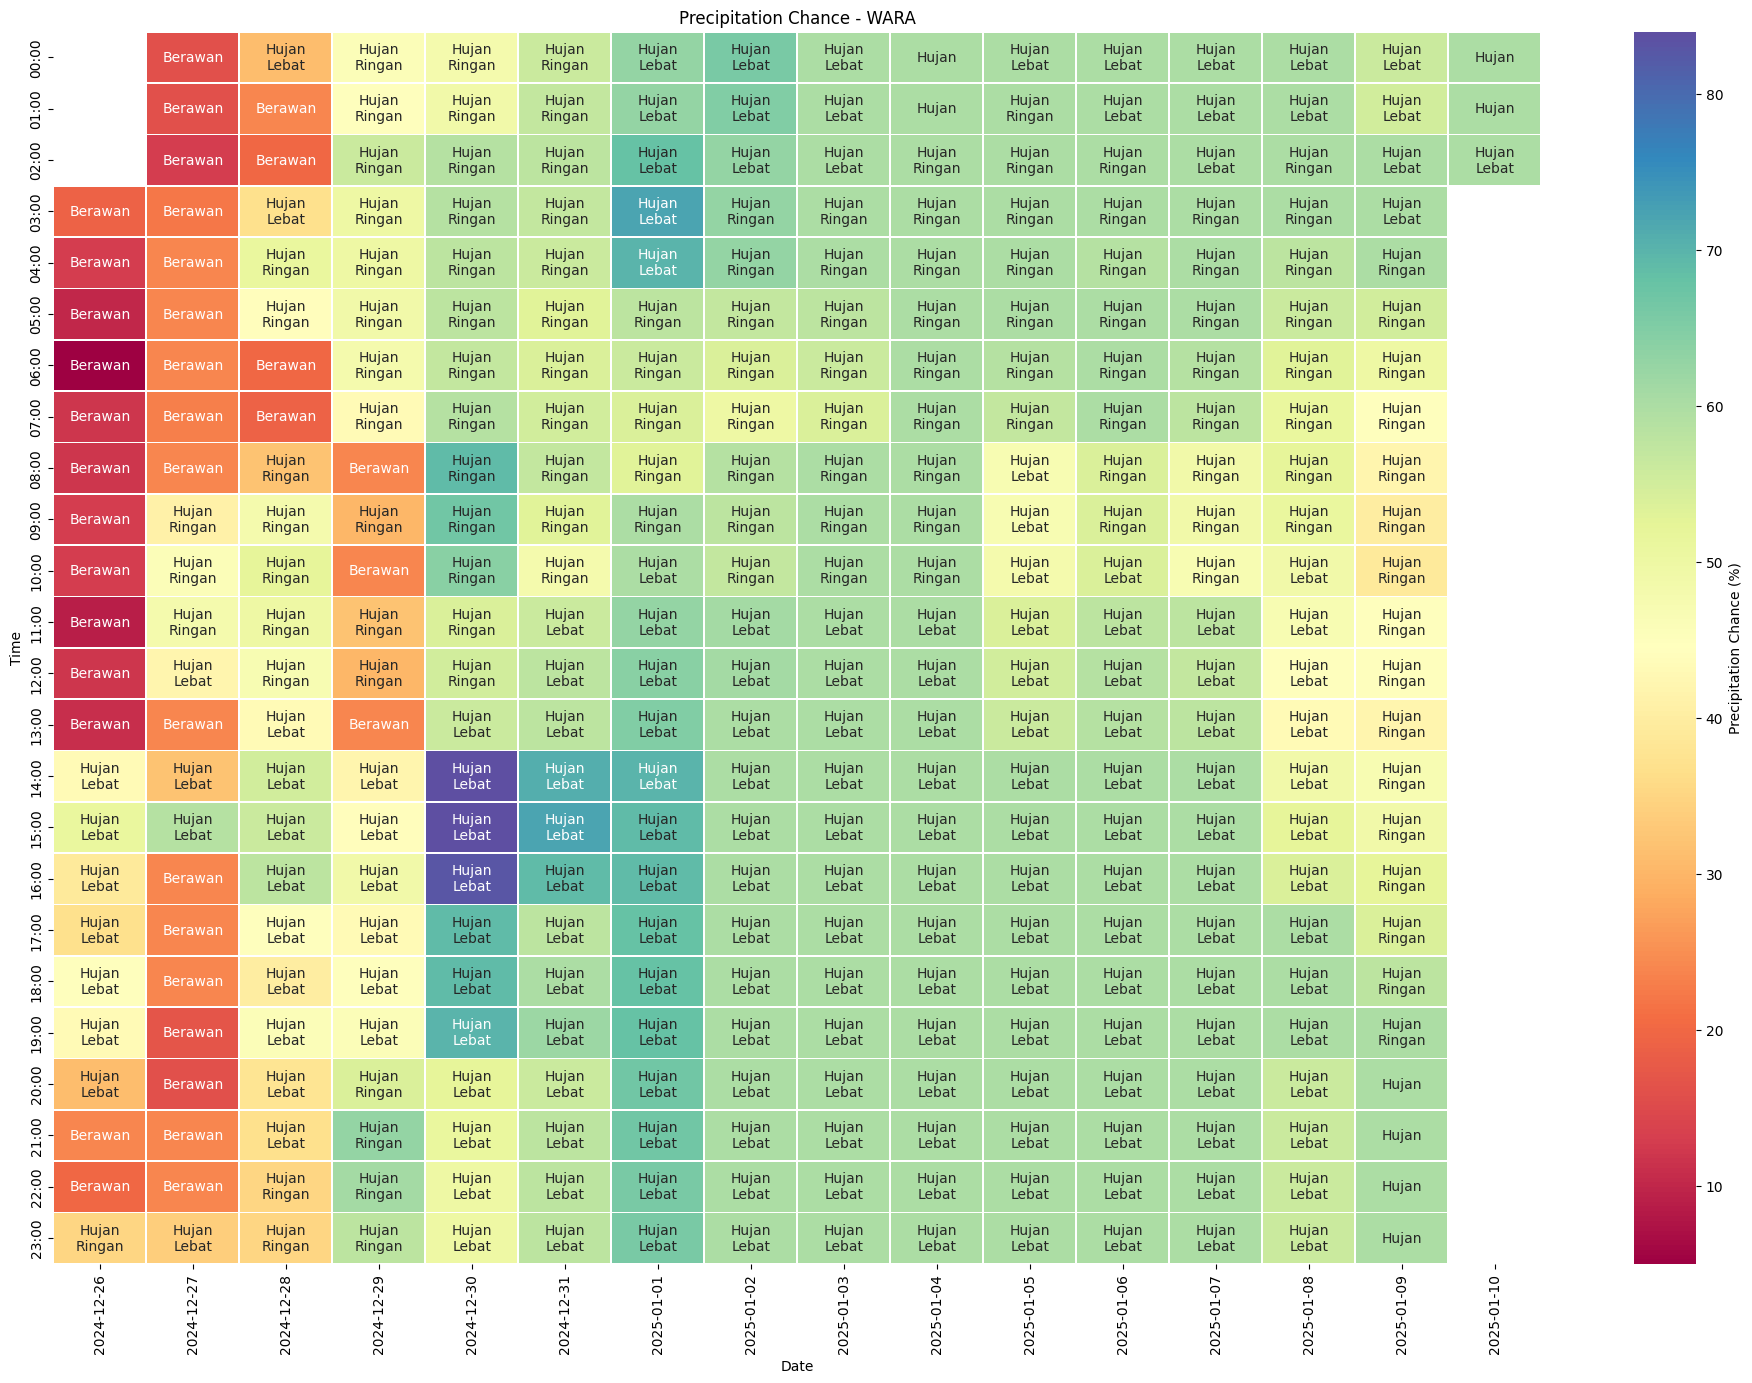 Precipitation Chance - WARA
00:00 Berawan Hujan Lebat Hujan Ringan Hujan Ringan Hujan Ringan Hujan Lebat Hujan Lebat Hujan Lebat Hujan Hujan Lebat Hujan Lebat Hujan Lebat Hujan Lebat Hujan Lebat Hujan
01:00 Berawan Berawan Hujan Ringan Hujan Ringan Hujan Ringan Hujan Lebat Hujan Lebat Hujan Lebat Hujan Hujan Ringan Hujan Lebat Hujan Lebat Hujan Lebat Hujan Lebat Hujan
02:00 Berawan Berawan Hujan Ringan Hujan Ringan Hujan Ringan Hujan Lebat Hujan Lebat Hujan Lebat Hujan Ringan Hujan Ringan Hujan Ringan Hujan Lebat Hujan Ringan Hujan Lebat Hujan Lebat
03:00 Berawan Berawan Hujan Lebat Hujan Ringan Hujan Ringan Hujan Ringan Hujan Lebat Hujan Ringan Hujan Ringan Hujan Ringan Hujan Ringan Hujan Ringan Hujan Ringan Hujan Ringan Hujan Lebat
04:00 Berawan Berawan Hujan Ringan Hujan Ringan Hujan Ringan Hujan Ringan Hujan Lebat Hujan Ringan Hujan Ringan Hujan Ringan Hujan Ringan Hujan Ringan Hujan Ringan Hujan Ringan Hujan Ringan
05:00 Berawan Berawan Hujan Ringan Hujan Ringan Hujan Ringan Hujan Ringan Hujan Ringan Hujan Ringan Hujan Ringan Hujan Ringan Hujan Ringan Hujan Ringan Hujan Ringan Hujan Ringan Hujan Ringan
06:00 Berawan Berawan Berawan Hujan Ringan Hujan Ringan Hujan Ringan Hujan Ringan Hujan Ringan Hujan Ringan Hujan Ringan Hujan Ringan Hujan Ringan Hujan Ringan Hujan Ringan Hujan Ringan
07:00 Berawan Berawan Berawan Hujan Ringan Hujan Ringan Hujan Ringan Hujan Ringan Hujan Ringan Hujan Ringan Hujan Ringan Hujan Ringan Hujan Ringan Hujan Ringan Hujan Ringan Hujan Ringan
08:00 Berawan Berawan Hujan Ringan Berawan Hujan Ringan Hujan Ringan Hujan Ringan Hujan Ringan Hujan Ringan Hujan Ringan Hujan Lebat Hujan Ringan Hujan Ringan Hujan Ringan Hujan Ringan
09:00 Berawan Hujan Ringan Hujan Ringan Hujan Ringan Hujan Ringan Hujan Ringan Hujan Ringan Hujan Ringan Hujan Ringan Hujan Ringan Hujan Lebat Hujan Ringan Hujan Ringan Hujan Ringan Hujan Ringan
10:00 Berawan Hujan Ringan Hujan Ringan Berawan Hujan Ringan Hujan Ringan Hujan Lebat Hujan Ringan Hujan Ringan Hujan Ringan Hujan Lebat Hujan Lebat Hujan Ringan Hujan Lebat Hujan Ringan
11:00 Berawan Hujan Ringan Hujan Ringan Hujan Ringan Hujan Ringan Hujan Lebat Hujan Lebat Hujan Lebat Hujan Lebat Hujan Lebat Hujan Lebat Hujan Lebat Hujan Lebat Hujan Lebat Hujan Ringan
12:00 Berawan Hujan Lebat Hujan Ringan Hujan Ringan Hujan Ringan Hujan Lebat Hujan Lebat Hujan Lebat Hujan Lebat Hujan Lebat Hujan Lebat Hujan Lebat Hujan Lebat Hujan Lebat Hujan Ringan
13:00 Berawan Berawan Hujan Lebat Berawan Hujan Lebat Hujan Lebat Hujan Lebat Hujan Lebat Hujan Lebat Hujan Lebat Hujan Lebat Hujan Lebat Hujan Lebat Hujan Lebat Hujan Ringan
14:00 Hujan Lebat Hujan Lebat Hujan Lebat Hujan Lebat Hujan Lebat Hujan Lebat Hujan Lebat Hujan Lebat Hujan Lebat Hujan Lebat Hujan Lebat Hujan Lebat Hujan Lebat Hujan Lebat Hujan Ringan
15:00 Hujan Lebat Hujan Lebat Hujan Lebat Hujan Lebat Hujan Lebat Hujan Lebat Hujan Lebat Hujan Lebat Hujan Lebat Hujan Lebat Hujan Lebat Hujan Lebat Hujan Lebat Hujan Lebat Hujan Ringan
16:00 Hujan Lebat Berawan Hujan Lebat Hujan Lebat Hujan Lebat Hujan Lebat Hujan Lebat Hujan Lebat Hujan Lebat Hujan Lebat Hujan Lebat Hujan Lebat Hujan Lebat Hujan Lebat Hujan Ringan
17:00 Hujan Lebat Berawan Hujan Lebat Hujan Lebat Hujan Lebat Hujan Lebat Hujan Lebat Hujan Lebat Hujan Lebat Hujan Lebat Hujan Lebat Hujan Lebat Hujan Lebat Hujan Lebat Hujan Ringan
18:00 Hujan Lebat Berawan Hujan Lebat Hujan Lebat Hujan Lebat Hujan Lebat Hujan Lebat Hujan Lebat Hujan Lebat Hujan Lebat Hujan Lebat Hujan Lebat Hujan Lebat Hujan Lebat Hujan Ringan
19:00 Hujan Lebat Berawan Hujan Lebat Hujan Lebat Hujan Lebat Hujan Lebat Hujan Lebat Hujan Lebat Hujan Lebat Hujan Lebat Hujan Lebat Hujan Lebat Hujan Lebat Hujan Lebat Hujan Ringan
20:00 Hujan Lebat Berawan Hujan Lebat Hujan Ringan Hujan Lebat Hujan Lebat Hujan Lebat Hujan Lebat Hujan Lebat Hujan Lebat Hujan Lebat Hujan Lebat Hujan Lebat Hujan Lebat Hujan
21:00 Berawan Berawan Hujan Lebat Hujan Ringan Hujan Lebat Hujan Lebat Hujan Lebat Hujan Lebat Hujan Lebat Hujan Lebat Hujan Lebat Hujan Lebat Hujan Lebat Hujan Lebat Hujan
22:00 Berawan Berawan Hujan Ringan Hujan Ringan Hujan Lebat Hujan Lebat Hujan Lebat Hujan Lebat Hujan Lebat Hujan Lebat Hujan Lebat Hujan Lebat Hujan Lebat Hujan Lebat Hujan
23:00 Hujan Ringan Hujan Lebat Hujan Ringan Hujan Ringan Hujan Lebat Hujan Lebat Hujan Lebat Hujan Lebat Hujan Lebat Hujan Lebat Hujan Lebat Hujan Lebat Hujan Lebat Hujan Lebat Hujan
Time
2024-12-26 2024-12-27 2024-12-28 2024-12-29 2024-12-30 2024-12-31 2025-01-01 2025-01-02 2025-01-03 2025-01-04 2025-01-05 2025-01-06 2025-01-07 2025-01-08 2025-01-09 2025-01-10
Date
80
70
60
50
40
30
20
10
Precipitation Chance (%)